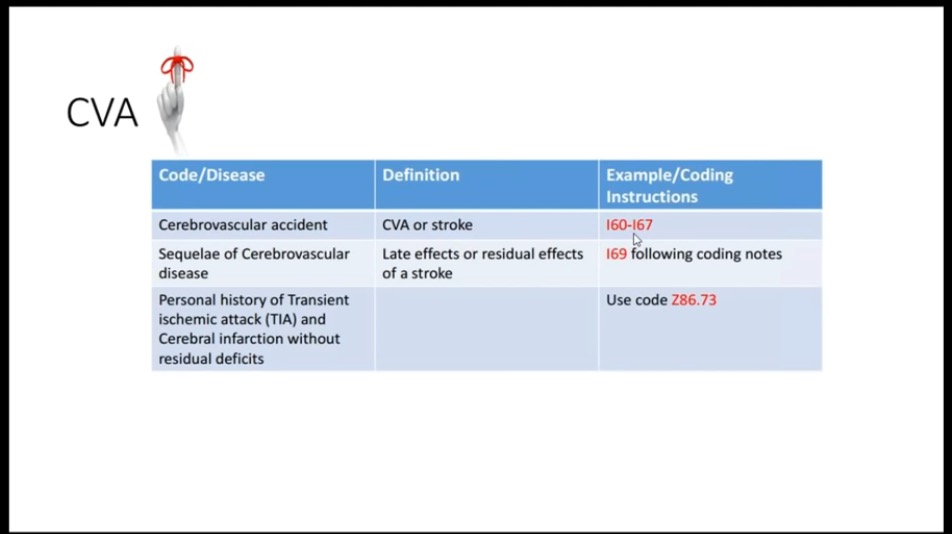 CVA
Code/Disease
Definition
Example/Coding
Instructions
Cerebrovascular accident
CVA or stroke
I60-I67
Sequelae of Cerebrovascular
disease
Late effects or residual effects
of a stroke
I69 following coding notes
Personal history of Transient
ischemic attack (TIA) and
Cerebral infarction without
residual deficits
Use code Z86.73